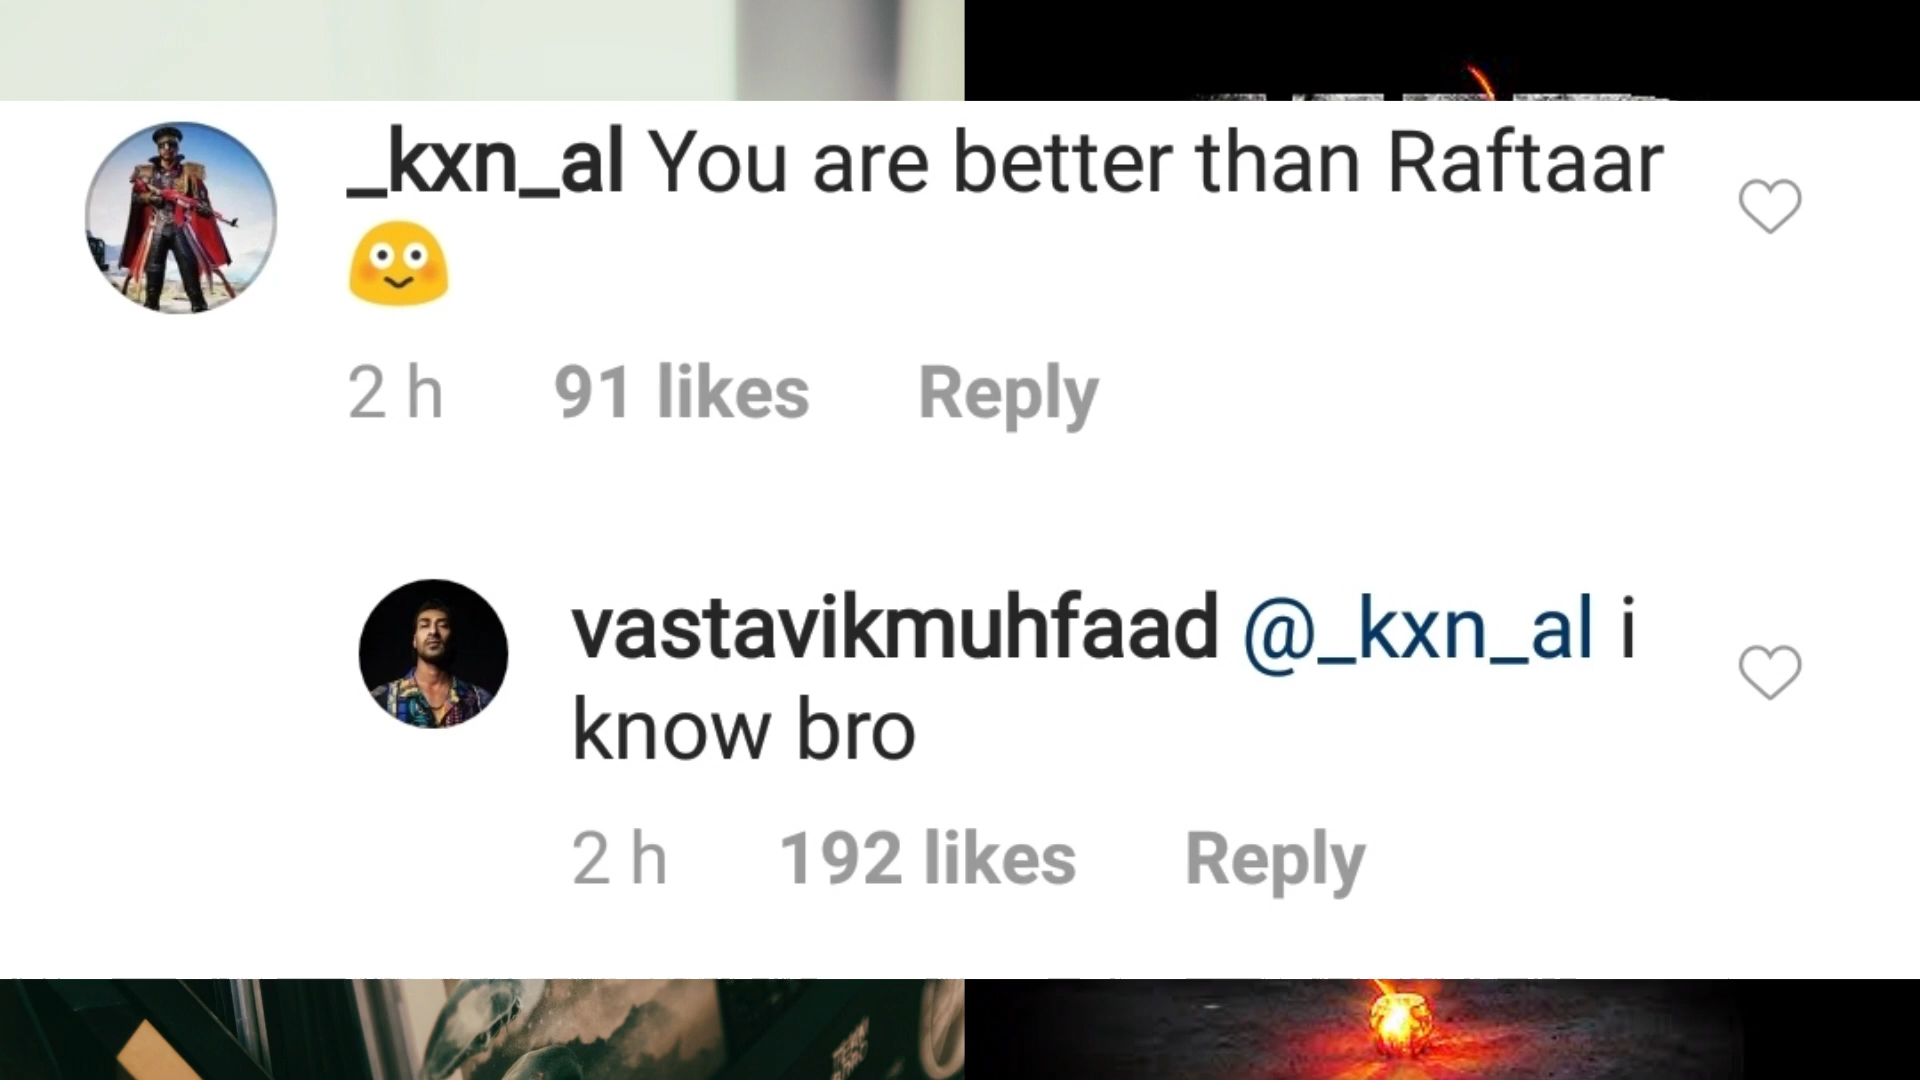 _kxn_al You are better than Raftaar
😳
2 h 91 likes Reply
vastavikmuhfaad @_kxn_al i
know bro
2 h 192 likes Reply